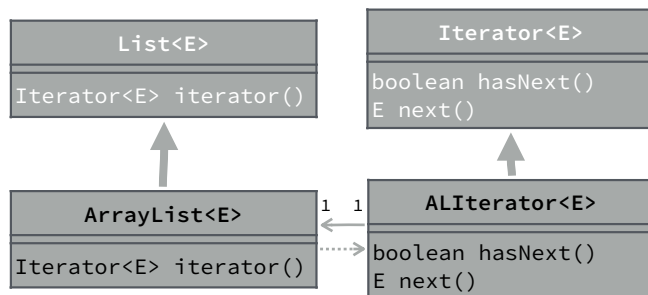 List<E>
Iterator<E> iterator()
Iterator<E>
boolean hasNext()
E next()
ArrayList<E>
Iterator<E> iterator()
1 1
ALIterator<E>
boolean hasNext()
E next()